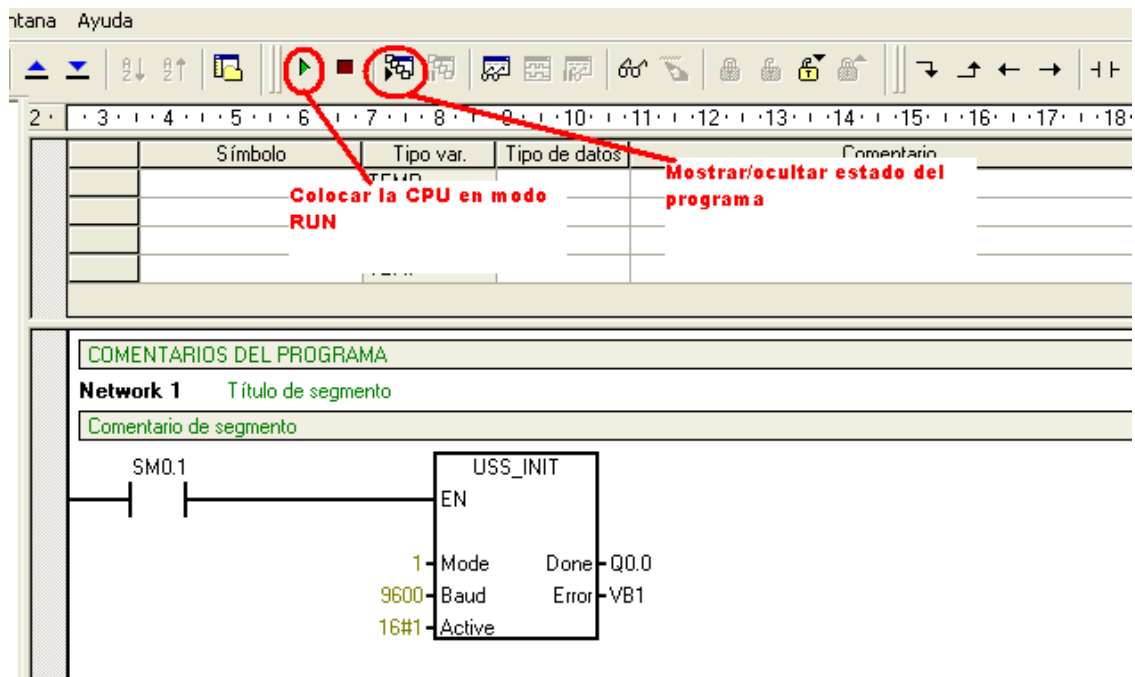 ntana Ayuda
2 · · 3 · · 4 · · 5 · · 6 · · 7 · · 8 · · 9 · · 10 · · 11 · · 12 · · 13 · · 14 · · 15 · · 16 · · 17 · · 18 ·
Símbolo Tipo var. Tipo de datos Comentario
TEMP
Colocar la CPU en modo
RUN
Mostrar/ocultar estado del
programa
COMENTARIOS DEL PROGRAMA
Network 1 Título de segmento
Comentario de segmento
SM0.1
USS_INIT
EN
1 Mode Done Q0.0
9600 Baud Error VB1
16#1 Active